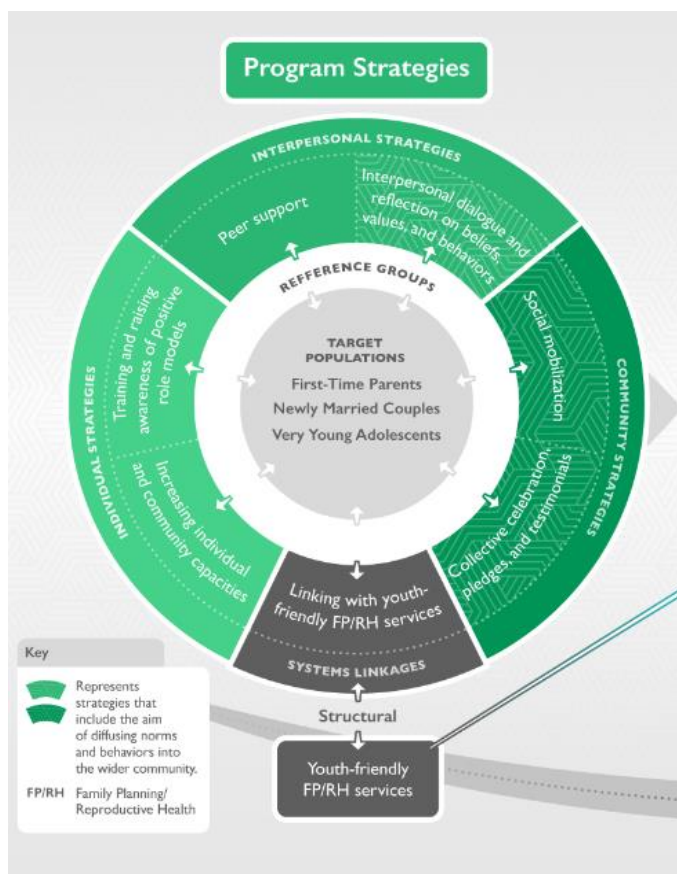 Program Strategies
INTERPERSONAL STRATEGIES
Peer support
Interpersonal dialogue and
reflection on beliefs,
values, and behaviors
REFFERENCE GROUPS
TARGET
POPULATIONS
First-Time Parents
Newly Married Couples
Very Young Adolescents
INDIVIDUAL STRATEGIES
Training and raising
awareness of positive
role models
Increasing individual
and community capacities
COMMUNITY STRATEGIES
Social mobilization
Collective celebration,
pledges, and testimonials
Linking with youth-
friendly FP/RH services
SYSTEMS LINKAGES
Structural
Youth-friendly
FP/RH services
Key
Represents
strategies that
include the aim
of diffusing norms
and behaviors into
the wider community.
FP/RH Family Planning/
Reproductive Health